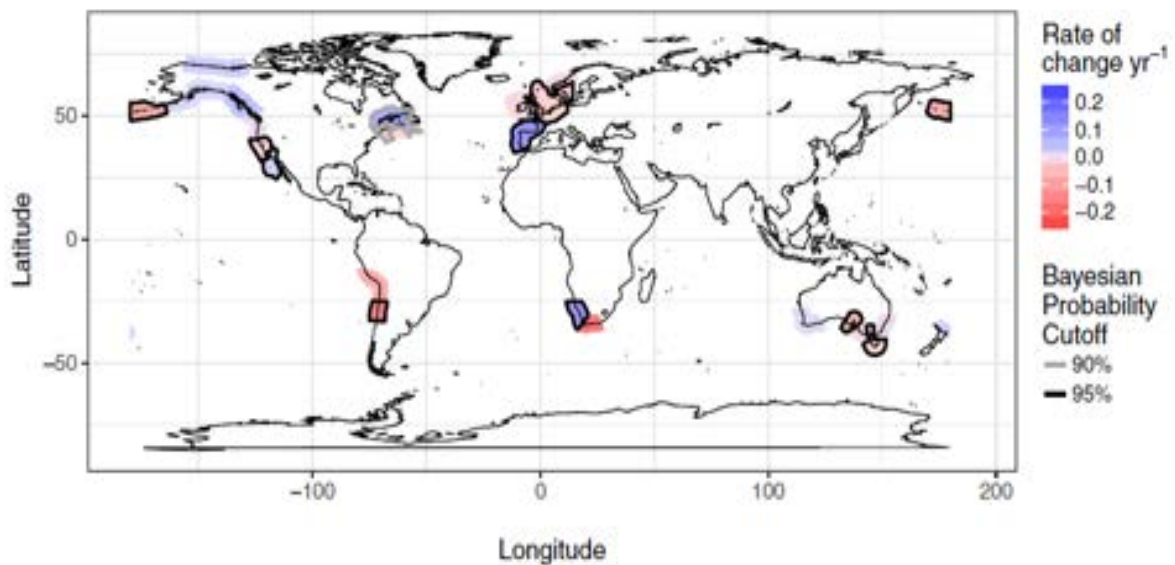 Rate of
change yr⁻¹
0.2
0.1
0.0
−0.1
−0.2
Bayesian
Probability
Cutoff
90%
95%
50
0
−50
−100
0
100
200
Latitude
Longitude